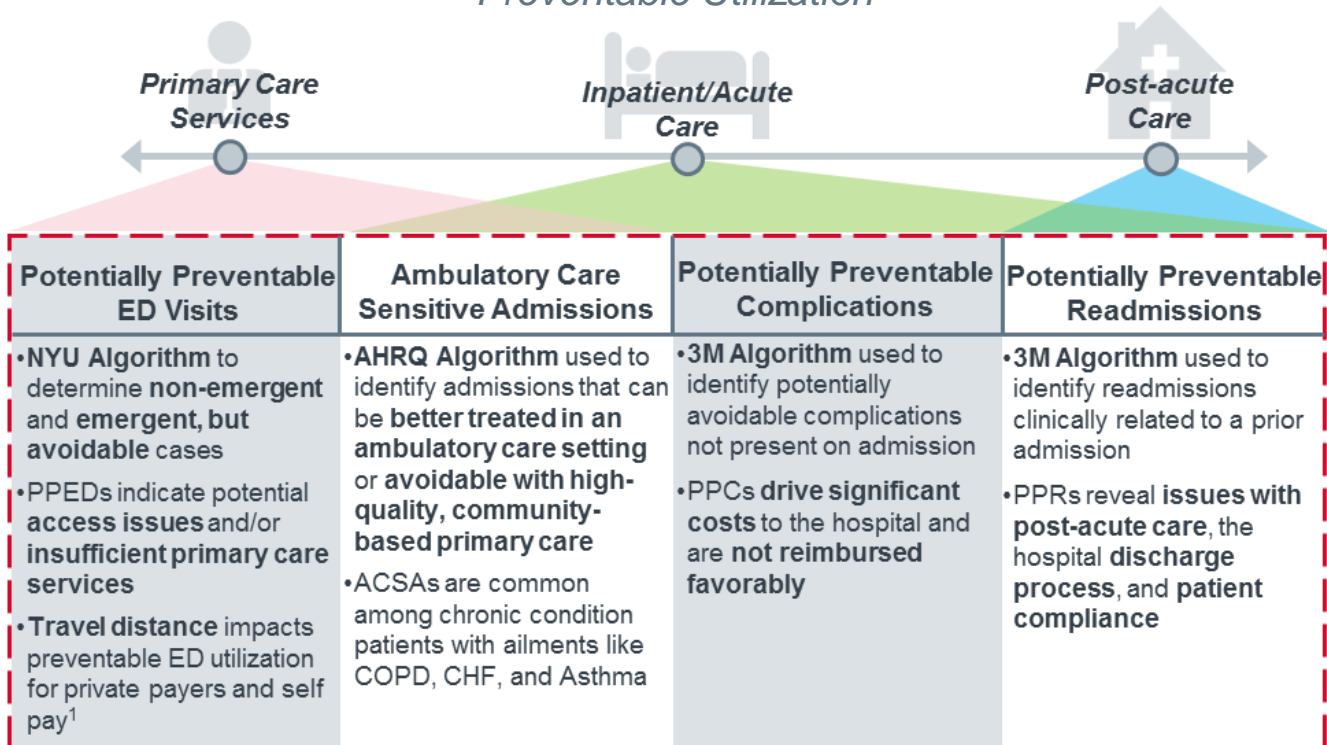 Preventable Utilization
Primary Care
Services
Inpatient/Acute
Care
Post-acute
Care
Potentially Preventable
ED Visits
•NYU Algorithm to
determine non-emergent
and emergent, but
avoidable cases
•PPEDs indicate potential
access issues and/or
insufficient primary care
services
•Travel distance impacts
preventable ED utilization
for private payers and self
pay1
Ambulatory Care
Sensitive Admissions
•AHRQ Algorithm used to
identify admissions that can
be better treated in an
ambulatory care setting
or avoidable with high-
quality, community-
based primary care
•ACSAs are common
among chronic condition
patients with ailments like
COPD, CHF, and Asthma
Potentially Preventable
Complications
•3M Algorithm used to
identify potentially
avoidable complications
not present on admission
•PPCs drive significant
costs to the hospital and
are not reimbursed
favorably
Potentially Preventable
Readmissions
•3M Algorithm used to
identify readmissions
clinically related to a prior
admission
•PPRs reveal issues with
post-acute care, the
hospital discharge
process, and patient
compliance